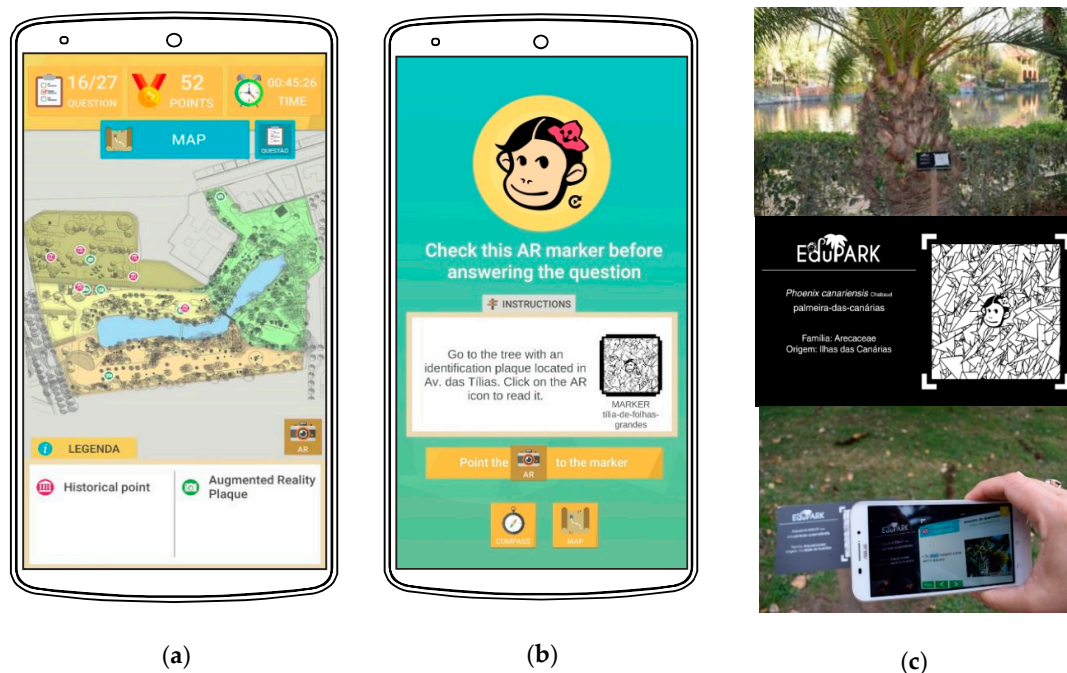 16/27
QUESTION
52
POINTS
00:45:26
TIME
MAP
QUESTÃO
AR
LEGENDA
Historical point
Augmented Reality
Plaque
(a)
Check this AR marker before
answering the question
INSTRUCTIONS
Go to the tree with an
identification plaque located in
Av. das Tílias. Click on the AR
icon to read it.
MARKER
tília-de-folhas-
grandes
Point the
AR
to the marker
COMPASS
MAP
(b)
EduPARK
Phoenix canariensis Chabaud
palmeira-das-canárias
Família: Arecaceae
Origem: Ilhas das Canárias
EduPARK
(c)